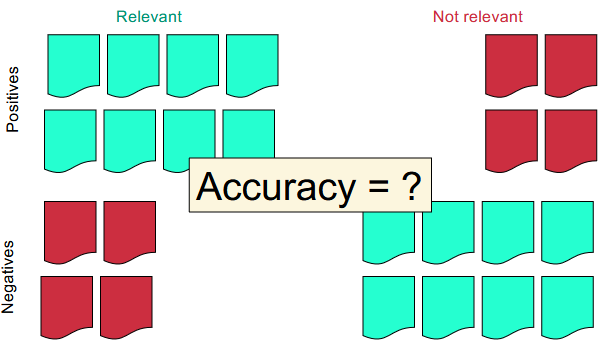 Relevant
Not relevant
Positives
Accuracy = ?
Negatives